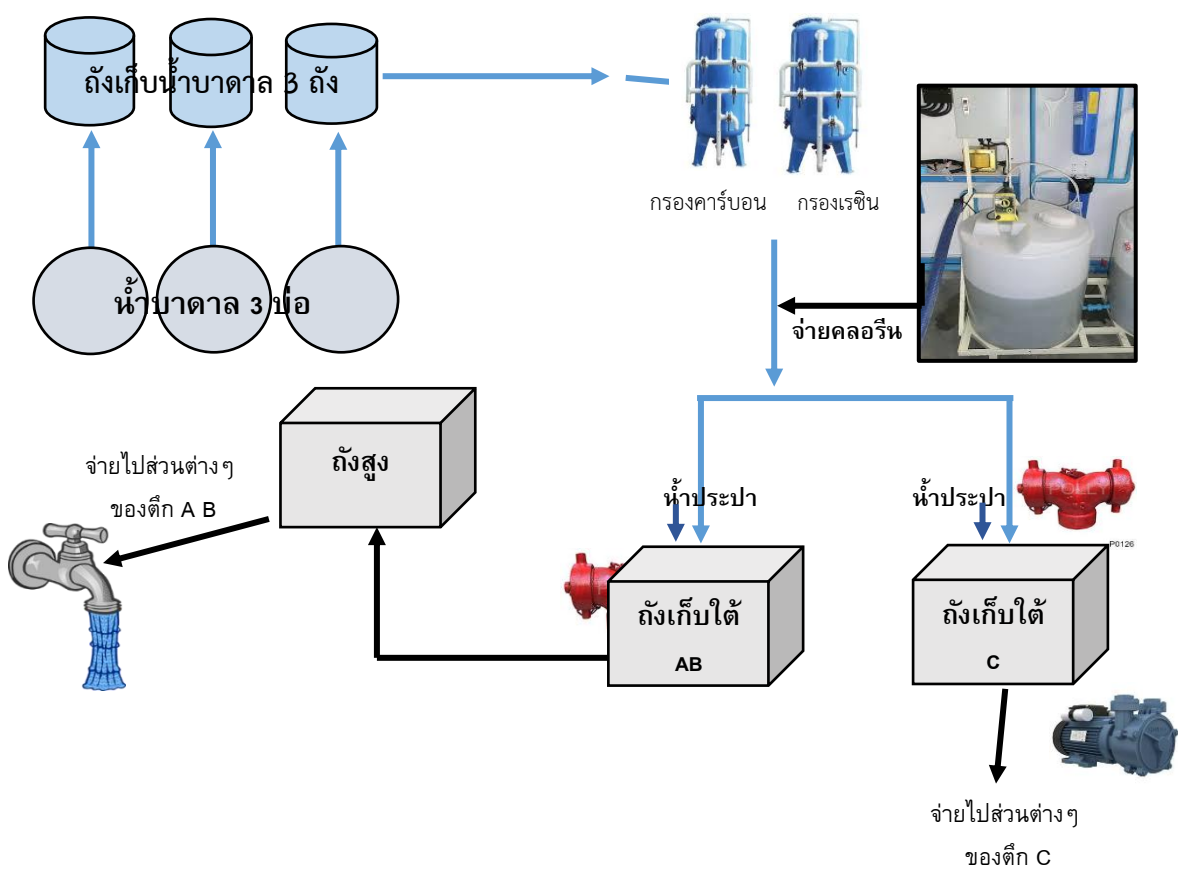 ถังเก็บน้ำบาดาล 3 ถัง
กรองคาร์บอน
กรองเรซิน
น้ำบาดาล 3 บ่อ
จ่ายคลอรีน
ถังสูง
จ่ายไปส่วนต่างๆ
ของตึก A B
น้ำประปา
น้ำประปา
POLLY
P0126
ถังเก็บใต้
AB
ถังเก็บใต้
C
จ่ายไปส่วนต่างๆ
ของตึก C